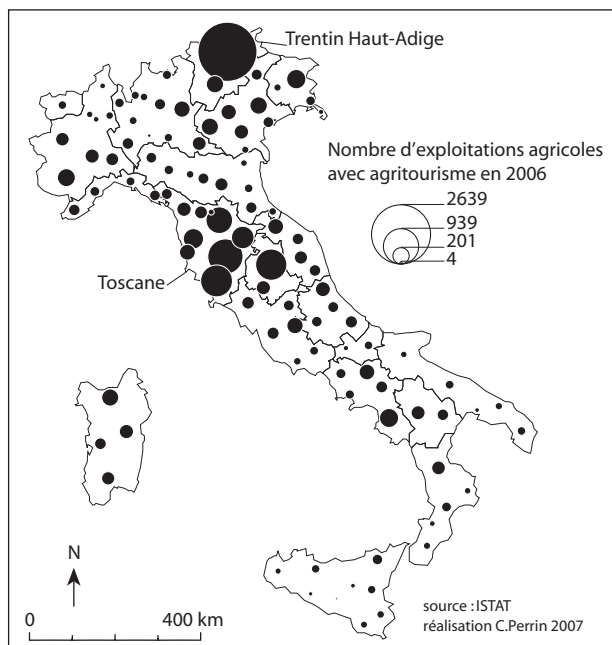 Trentin Haut-Adige
Nombre d'exploitations agricoles
avec agritourisme en 2006
2639
939
201
4
Toscane
N
0 400 km
source : ISTAT
réalisation C.Perrin 2007